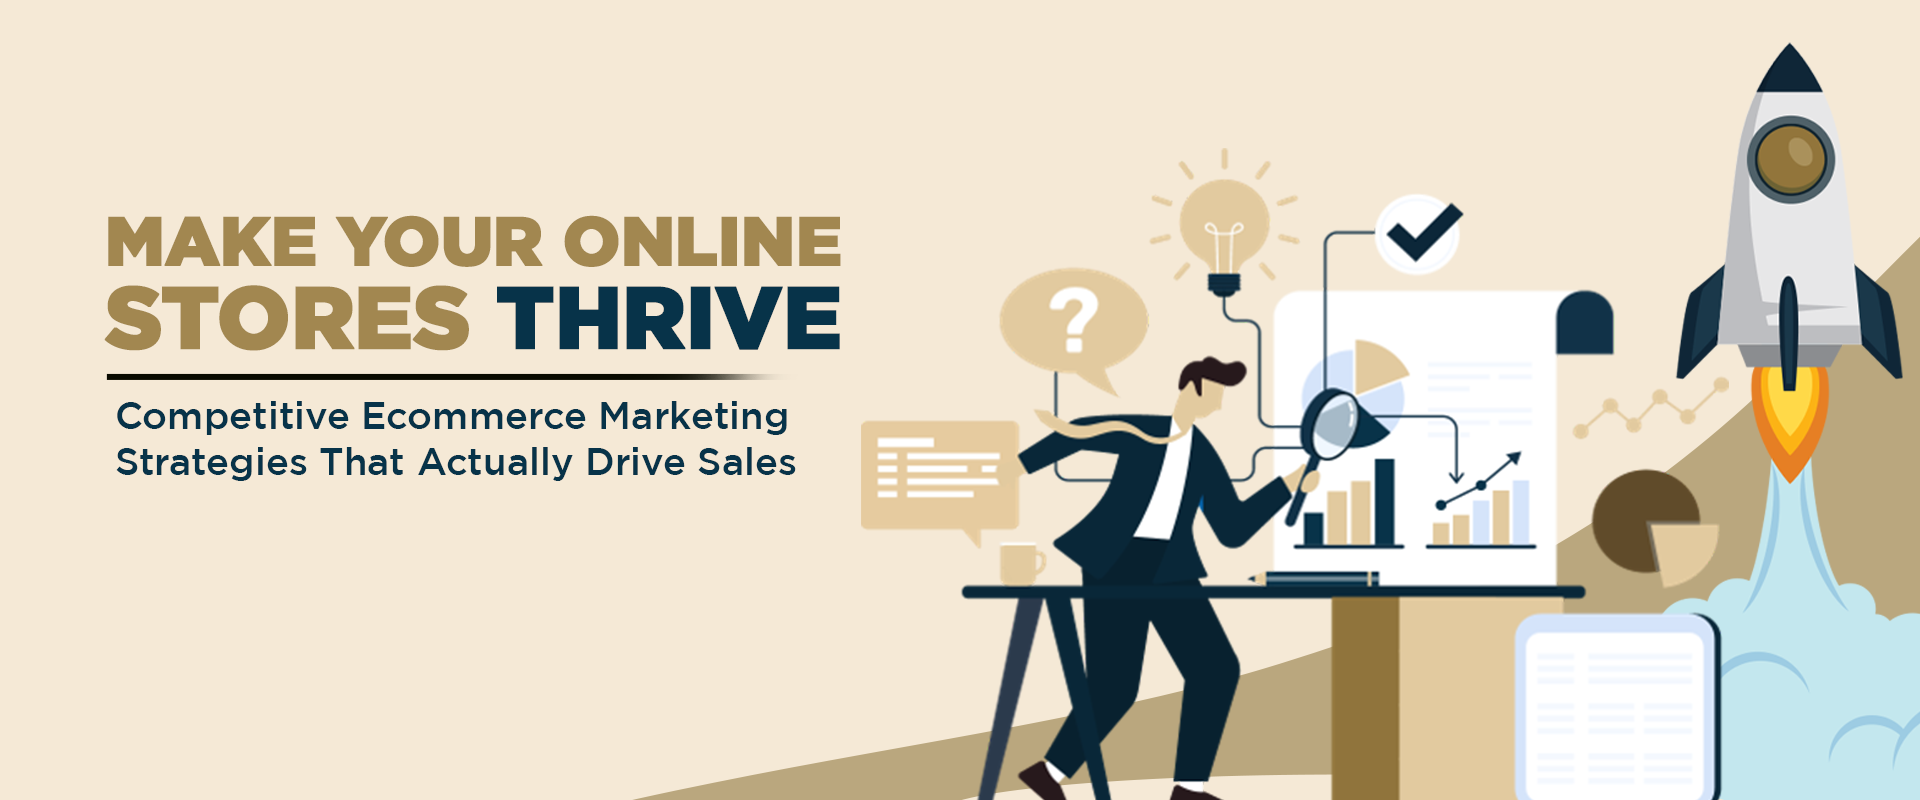 MAKE YOUR ONLINE
STORES THRIVE
Competitive Ecommerce Marketing
Strategies That Actually Drive Sales
?